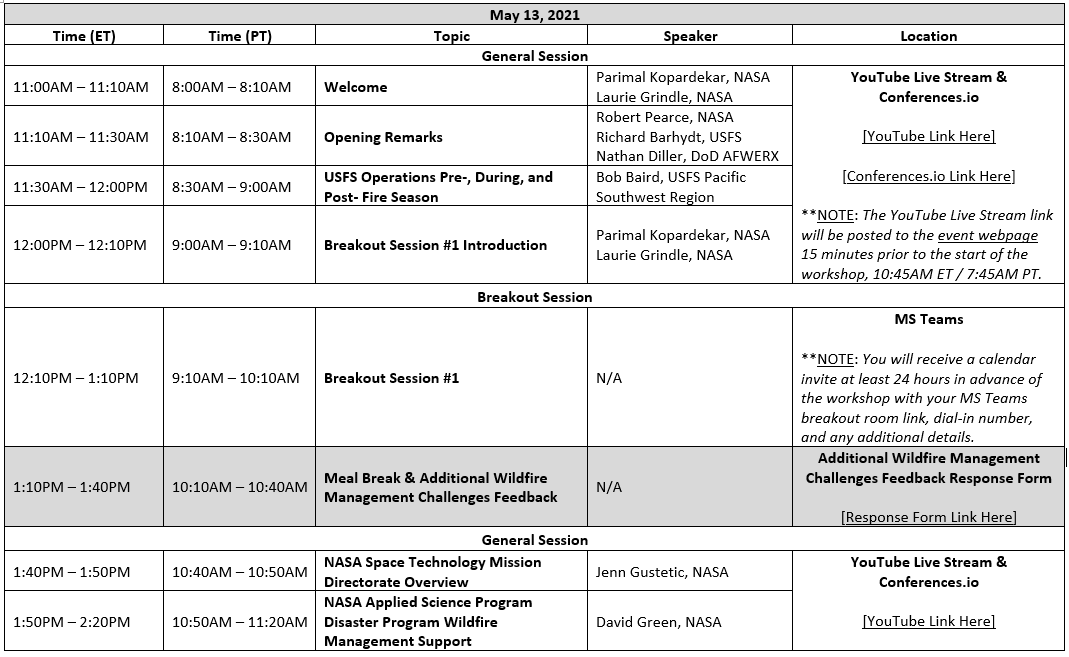 May 13, 2021
Time (ET) Time (PT) Topic Speaker Location
General Session
11:00AM – 11:10AM 8:00AM – 8:10AM Welcome
Parimal Kopardekar, NASA
Laurie Grindle, NASA
11:10AM – 11:30AM 8:10AM – 8:30AM Opening Remarks
Robert Pearce, NASA
Richard Barhydt, USFS
Nathan Diller, DoD AFWERX
11:30AM – 12:00PM 8:30AM – 9:00AM
USFS Operations Pre-, During, and
Post- Fire Season
Bob Baird, USFS Pacific
Southwest Region
12:00PM – 12:10PM 9:00AM – 9:10AM Breakout Session #1 Introduction
Parimal Kopardekar, NASA
Laurie Grindle, NASA
YouTube Live Stream &
Conferences.io
[YouTube Link Here]
[Conferences.io Link Here]
**NOTE: The YouTube Live Stream link
will be posted to the event webpage
15 minutes prior to the start of the
workshop, 10:45AM ET / 7:45AM PT.
Breakout Session
12:10PM – 1:10PM 9:10AM – 10:10AM Breakout Session #1 N/A
MS Teams
**NOTE: You will receive a calendar
invite at least 24 hours in advance of
the workshop with your MS Teams
breakout room link, dial-in number,
and any additional details.
1:10PM – 1:40PM 10:10AM – 10:40AM
Meal Break & Additional Wildfire
Management Challenges Feedback
N/A
Additional Wildfire Management
Challenges Feedback Response Form
[Response Form Link Here]
General Session
1:40PM – 1:50PM 10:40AM – 10:50AM
NASA Space Technology Mission
Directorate Overview
Jenn Gustetic, NASA
1:50PM – 2:20PM 10:50AM – 11:20AM
NASA Applied Science Program
Disaster Program Wildfire
Management Support
David Green, NASA
YouTube Live Stream &
Conferences.io
[YouTube Link Here]